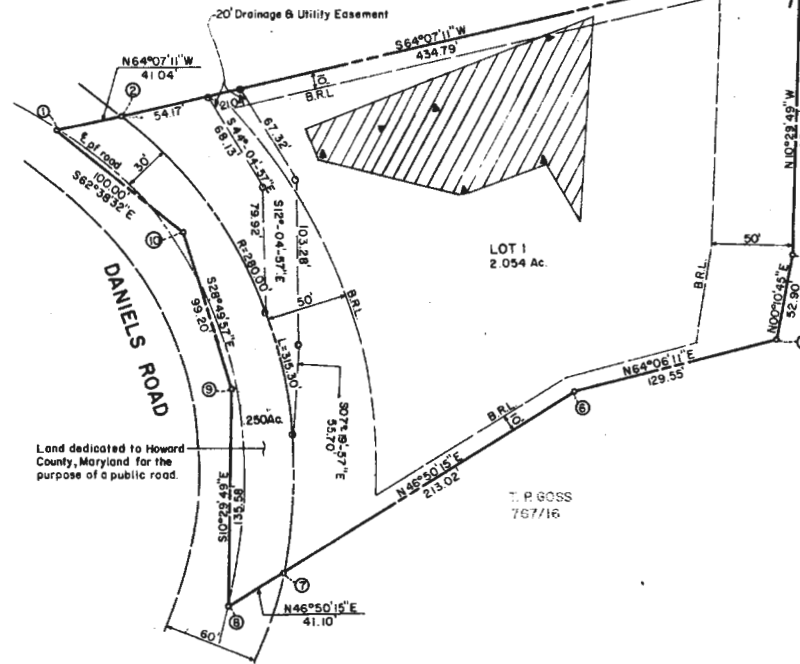 20' Drainage & Utility Easement
S64°07'11"W
434.79'
N64°07'11"W
41.04'
①
②
54.17'
21.04'
10'
B.R.L.
67.32'
S44°-04'-57"E
68.13'
℄ of road
30'
100.00'
S62°38'32"E
⑩
79.92'
S12°-04'-57"E
103.28'
R=280.00'
50'
B.R.L.
LOT 1
2.054 Ac.
N10°29'49"W
50'
B.R.L.
N00°10'45"E
52.90'
DANIELS ROAD
S28°49'57"E
99.20'
L=315.30'
N64°06'11"E
129.55'
⑨
⑥
.250Ac.
S07°-19'-57"E
55.70'
B.R.L.
10'
Land dedicated to Howard
County, Maryland for the
purpose of a public road.
S10°29'49"E
135.58'
N46°50'15"E
213.02'
T. P. GOSS
767/16
⑦
⑧
N46°50'15"E
41.10'
60'